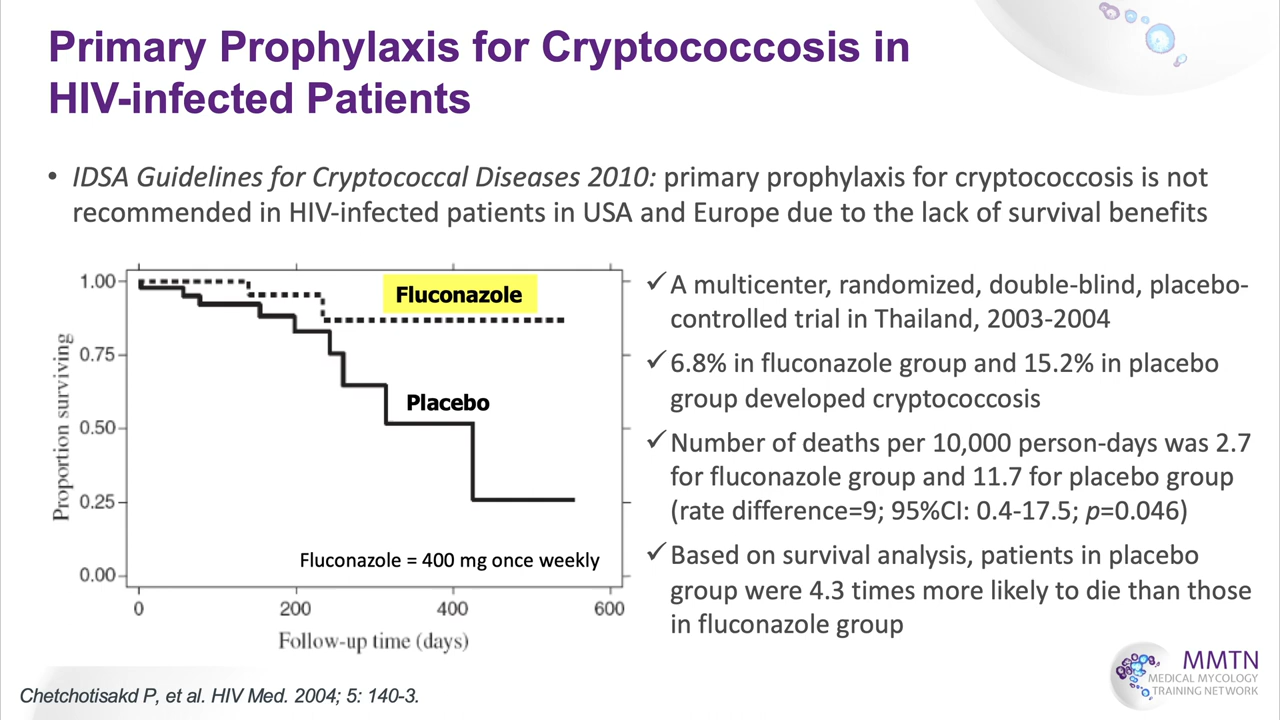 Primary Prophylaxis for Cryptococcosis in
HIV-infected Patients
• IDSA Guidelines for Cryptococcal Diseases 2010: primary prophylaxis for cryptococcosis is not
recommended in HIV-infected patients in USA and Europe due to the lack of survival benefits
Proportion surviving
1.00
0.75
0.50
0.25
0.00
Fluconazole
Placebo
Fluconazole = 400 mg once weekly
0 200 400 600
Follow-up time (days)
✓ A multicenter, randomized, double-blind, placebo-
controlled trial in Thailand, 2003-2004
✓ 6.8% in fluconazole group and 15.2% in placebo
group developed cryptococcosis
✓ Number of deaths per 10,000 person-days was 2.7
for fluconazole group and 11.7 for placebo group
(rate difference=9; 95%CI: 0.4-17.5; p=0.046)
✓ Based on survival analysis, patients in placebo
group were 4.3 times more likely to die than those
in fluconazole group
Chetchotisakd P, et al. HIV Med. 2004; 5: 140-3.
MMTN
MEDICAL MYCOLOGY
TRAINING NETWORK